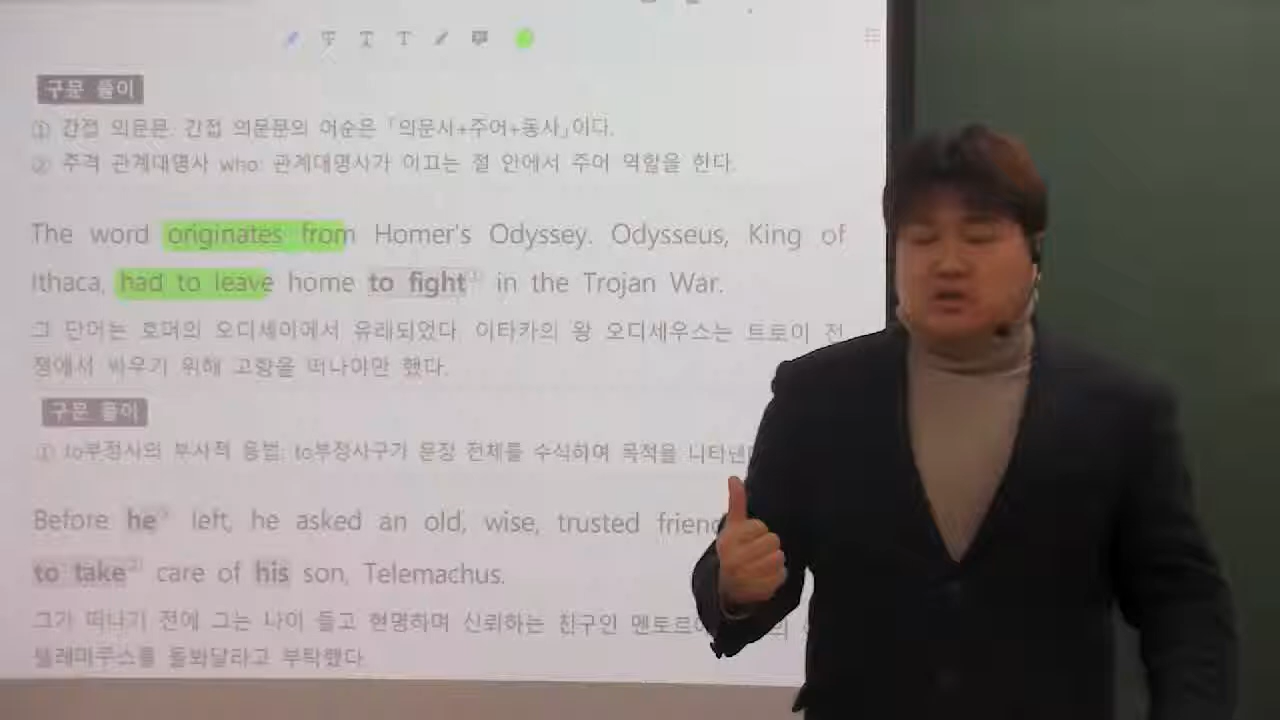 구문 풀이
① 간접 의문문: 간접 의문문의 어순은 「의문사+주어+동사」이다.
② 주격 관계대명사 who: 관계대명사가 이끄는 절 안에서 주어 역할을 한다.
The word originates from Homer's Odyssey. Odysseus, King of
Ithaca, had to leave home to fight① in the Trojan War.
그 단어는 호머의 오디세이에서 유래되었다. 이타카의 왕 오디세우스는 트로이 전
쟁에서 싸우기 위해 고향을 떠나야만 했다.
구문 풀이
① to부정사의 부사적 용법: to부정사구가 문장 전체를 수식하여 목적을 나타낸
Before he① left, he asked an old, wise, trusted
to take② care of his son, Telemachus.
그가 떠나기 전에 그는 나이 들고 현명하며 신뢰하는 친구인
텔레마쿠스를 돌봐달라고 부탁했다.